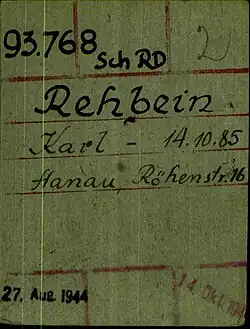 93.768
Sch RD
Rehbein
Karl - 14.10.85
Hanau, Röhenstr. 16
27. Aug. 1944